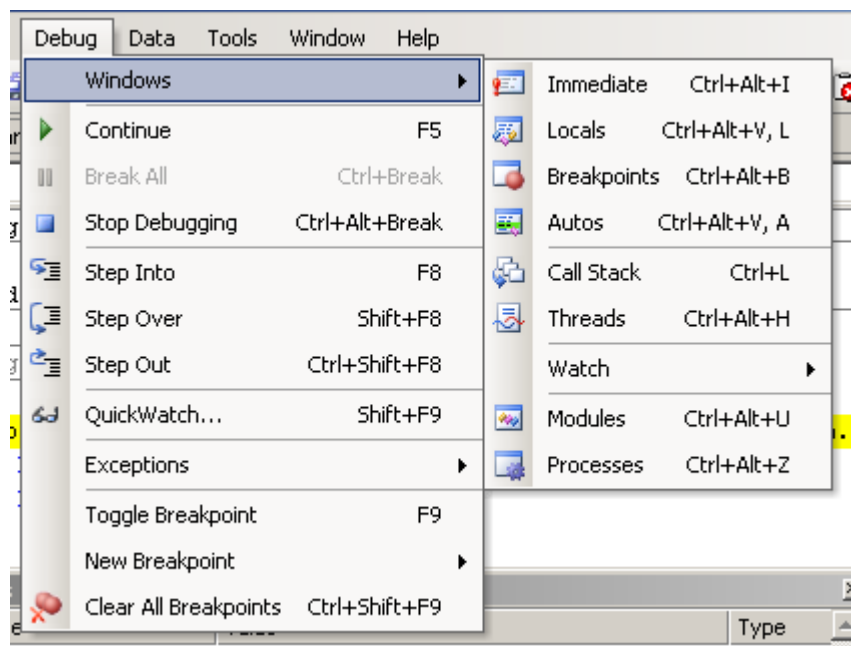 Debug Data Tools Window Help
Windows
Continue F5
Break All Ctrl+Break
Stop Debugging Ctrl+Alt+Break
Step Into F8
Step Over Shift+F8
Step Out Ctrl+Shift+F8
QuickWatch... Shift+F9
Exceptions
Toggle Breakpoint F9
New Breakpoint
Clear All Breakpoints Ctrl+Shift+F9
Immediate Ctrl+Alt+I
Locals Ctrl+Alt+V, L
Breakpoints Ctrl+Alt+B
Autos Ctrl+Alt+V, A
Call Stack Ctrl+L
Threads Ctrl+Alt+H
Watch
Modules Ctrl+Alt+U
Processes Ctrl+Alt+Z
Type